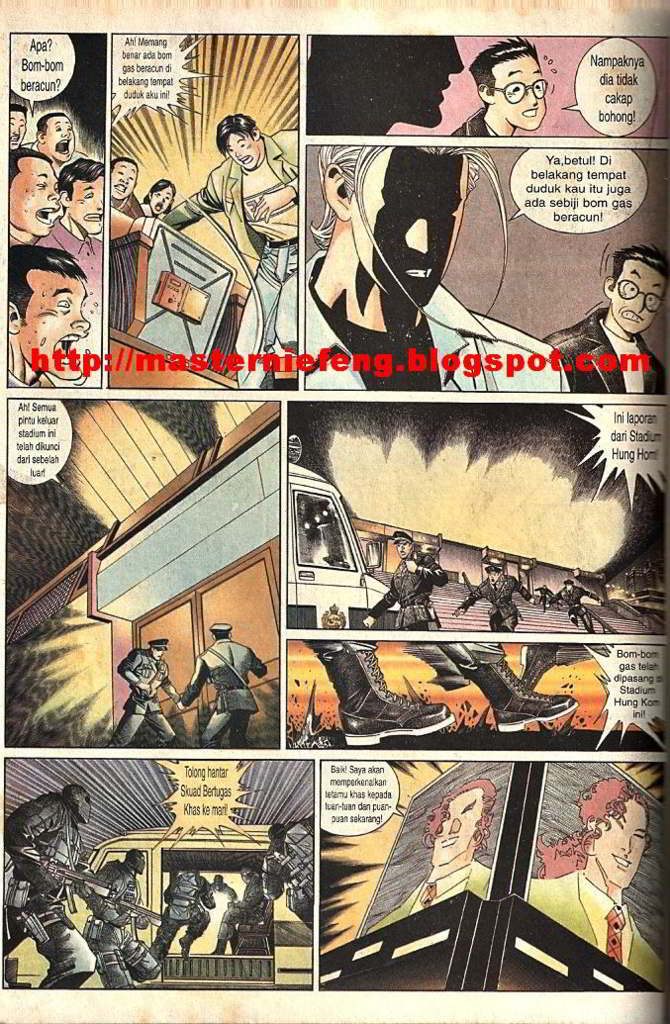 Apa?
Bom-bom
beracun?
Ah! Memang
benar ada bom
gas beracun di
belakang tempat
duduk aku ini!
Nampaknya
dia tidak
cakap
bohong!
Ya,betul! Di
belakang tempat
duduk kau itu juga
ada sebiji bom gas
beracun!
http://masterniefeng.blogspot.com
Ah! Semua
pintu keluar
stadium ini
telah dikunci
dari sebelah
luar!
Ini laporan
dari Stadium
Hung Hom!
Bom-bom
gas telah
dipasang di
Stadium
Hung Kom
ini!
Tolong hantar
Skuad Bertugas
Khas ke mari!
Baik! Saya akan
memperkenalkan
tetamu khas kepada
tuan-tuan dan puan-
puan sekarang!